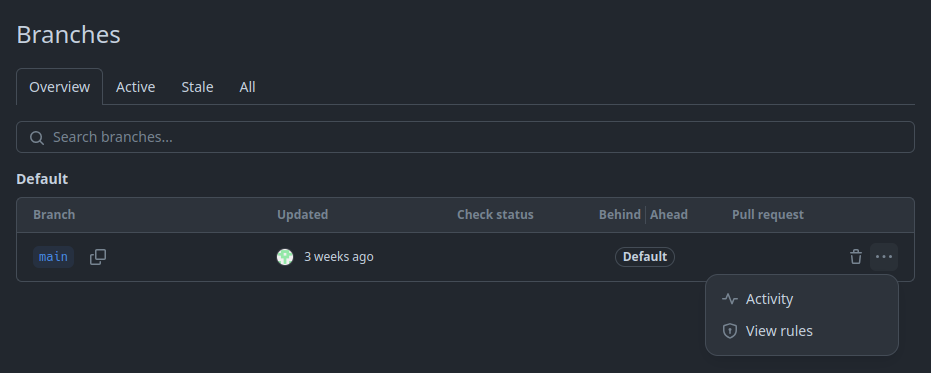 Branches
Overview Active Stale All
Search branches...
Default
Branch Updated Check status Behind Ahead Pull request
main 3 weeks ago Default
Activity
View rules